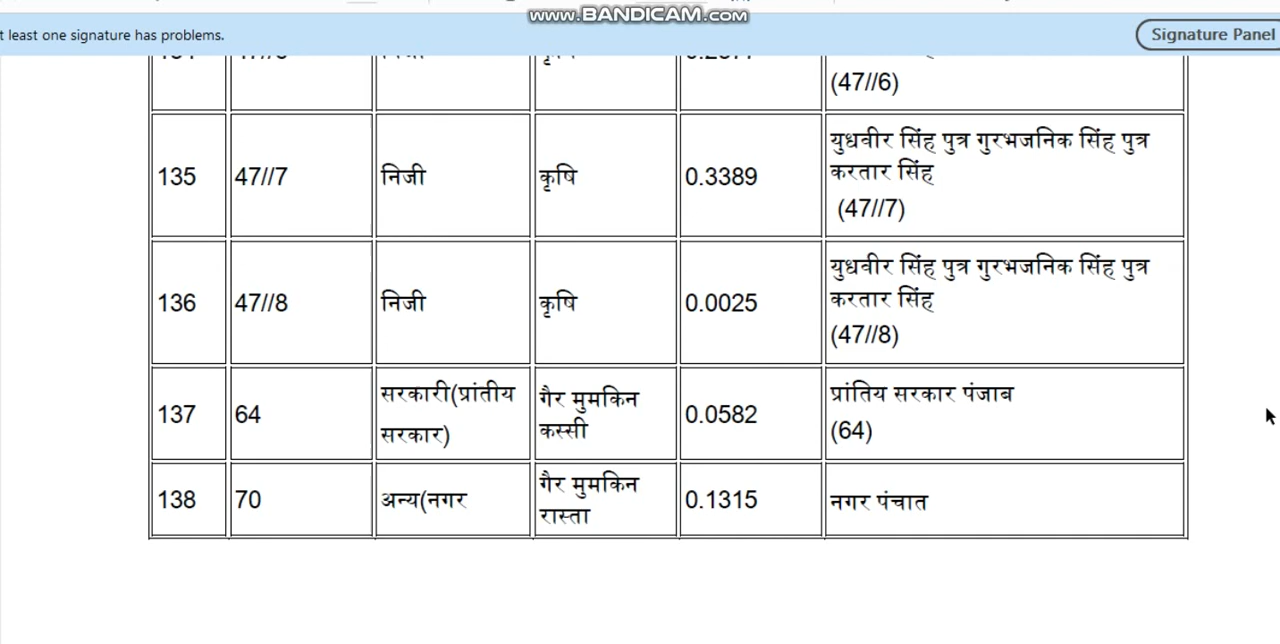 www.BANDICAM.com
t least one signature has problems.
Signature Panel
(47//6)
135 47//7 निजी कृषि 0.3389 युधवीर सिंह पुत्र गुरभजनिक सिंह पुत्र
करतार सिंह
(47//7)
136 47//8 निजी कृषि 0.0025 युधवीर सिंह पुत्र गुरभजनिक सिंह पुत्र
करतार सिंह
(47//8)
137 64 सरकारी(प्रांतीय
सरकार)
गैर मुमकिन
कस्सी
0.0582
प्रांतिय सरकार पंजाब
(64)
138 70 अन्य(नगर
गैर मुमकिन
रास्ता
0.1315
नगर पंचात